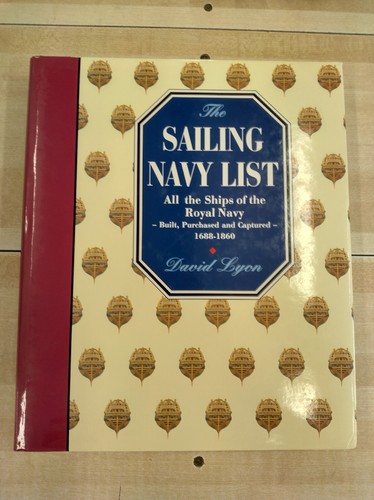 The
SAILING
NAVY LIST
All the Ships of the
Royal Navy
- Built, Purchased and Captured -
1688-1860
David Lyon